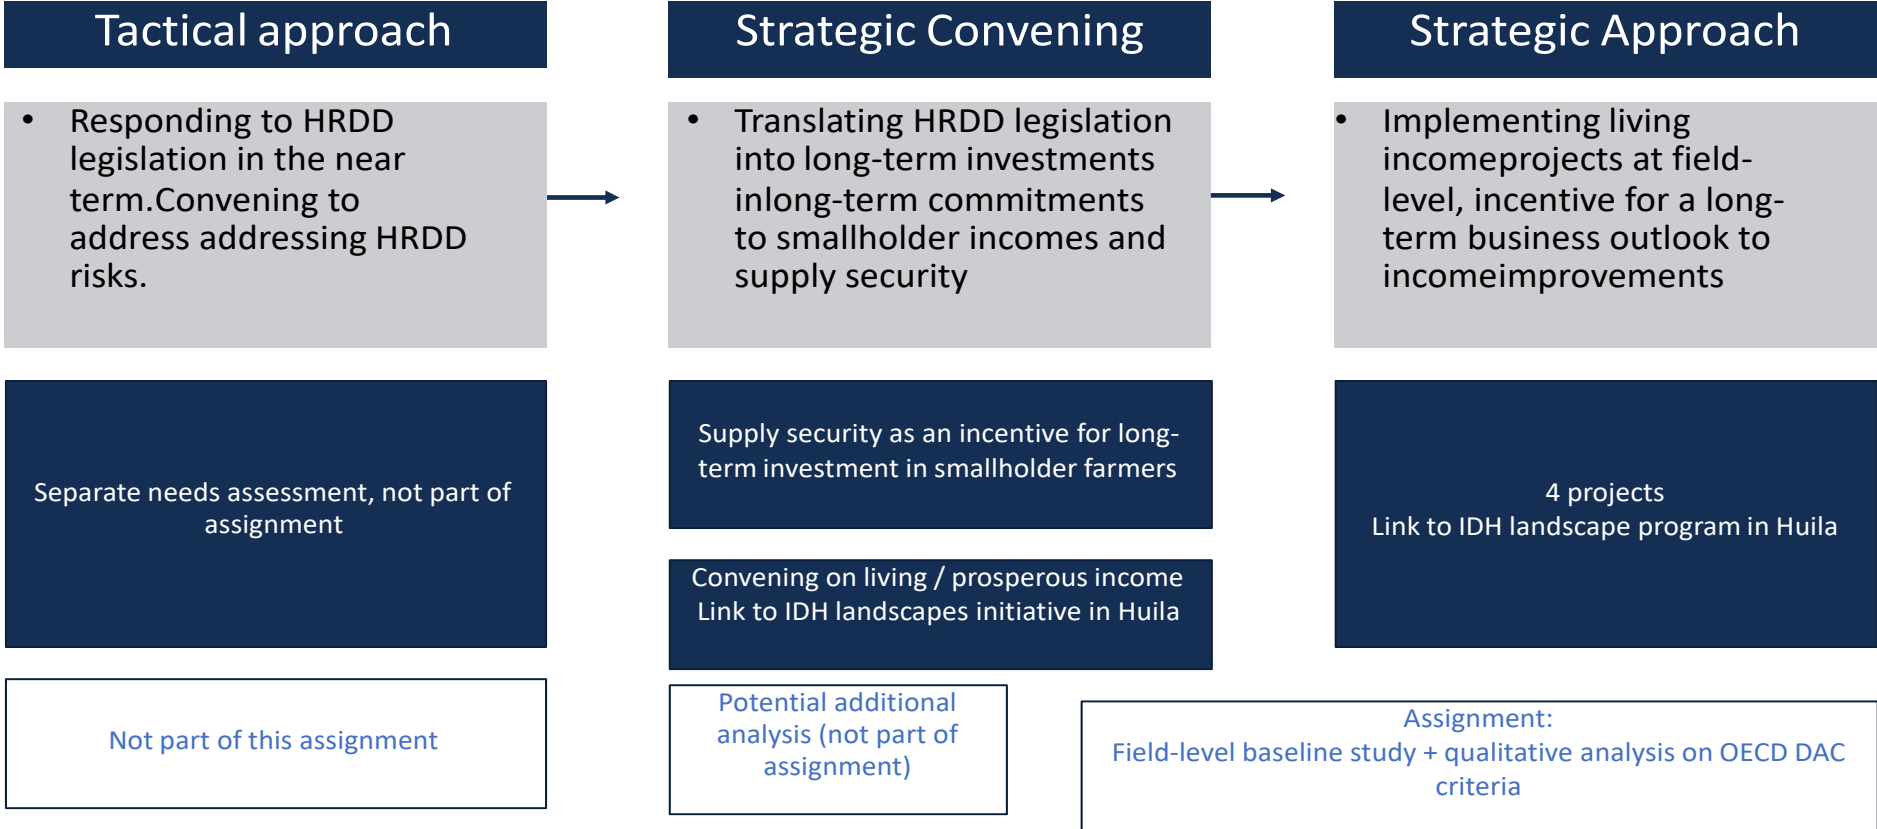 Tactical approach
Strategic Convening
Strategic Approach
• Responding to HRDD
legislation in the near
term.Convening to
address addressing HRDD
risks.
• Translating HRDD legislation
into long-term investments
inlong-term commitments
to smallholder incomes and
supply security
• Implementing living
incomeprojects at field-
level, incentive for a long-
term business outlook to
incomeimprovements
Separate needs assessment, not part of
assignment
Supply security as an incentive for long-
term investment in smallholder farmers
Convening on living / prosperous income
Link to IDH landscapes initiative in Huila
4 projects
Link to IDH landscape program in Huila
Not part of this assignment
Potential additional
analysis (not part of
assignment)
Assignment:
Field-level baseline study + qualitative analysis on OECD DAC
criteria